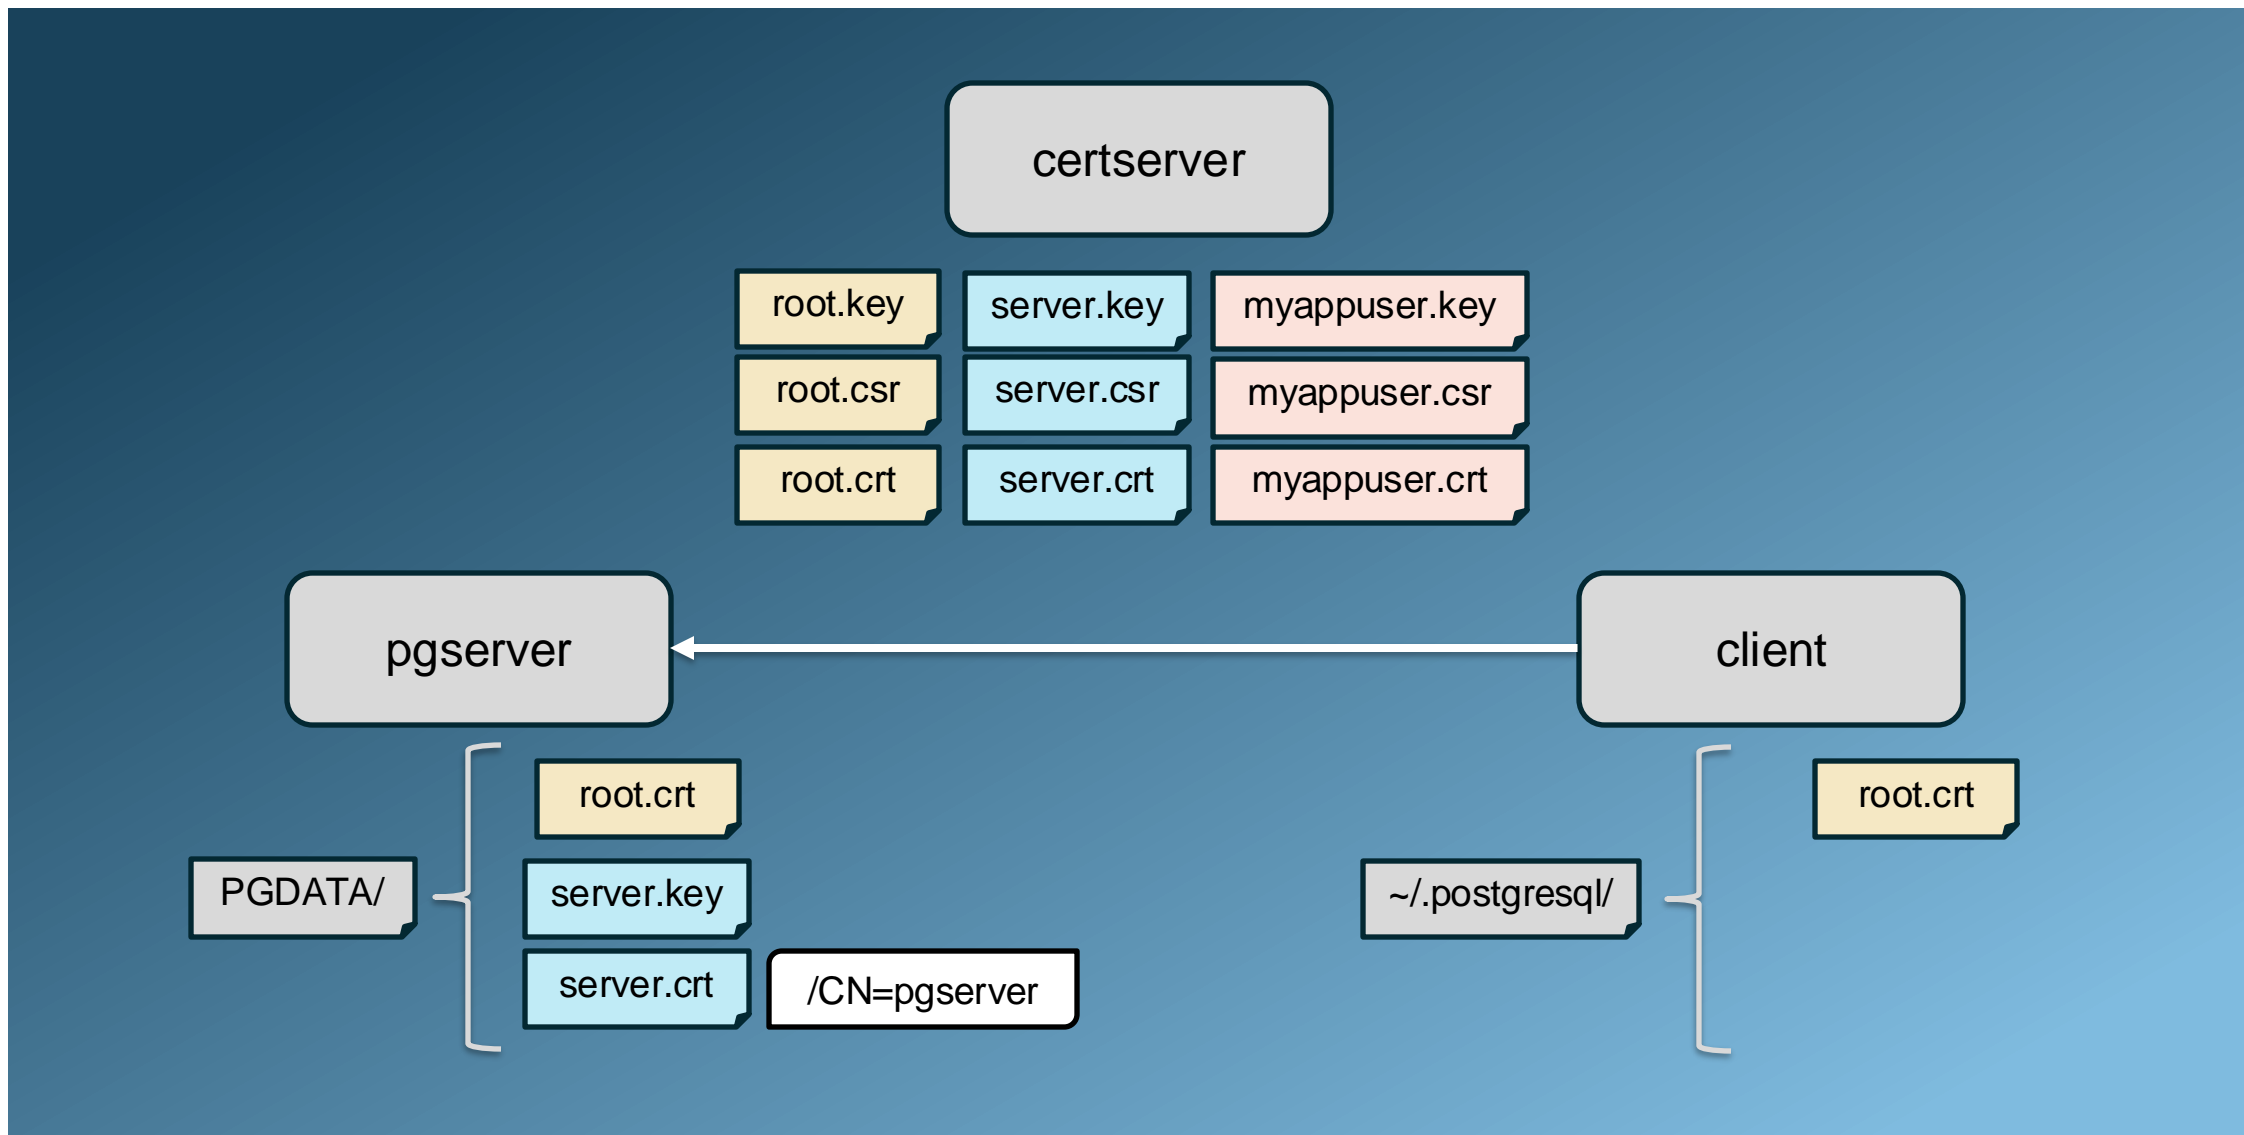 certserver
root.key
server.key
myappuser.key
root.csr
server.csr
myappuser.csr
root.crt
server.crt
myappuser.crt
pgserver
client
root.crt
root.crt
PGDATA/
server.key
~/.postgresql/
server.crt
/CN=pgserver